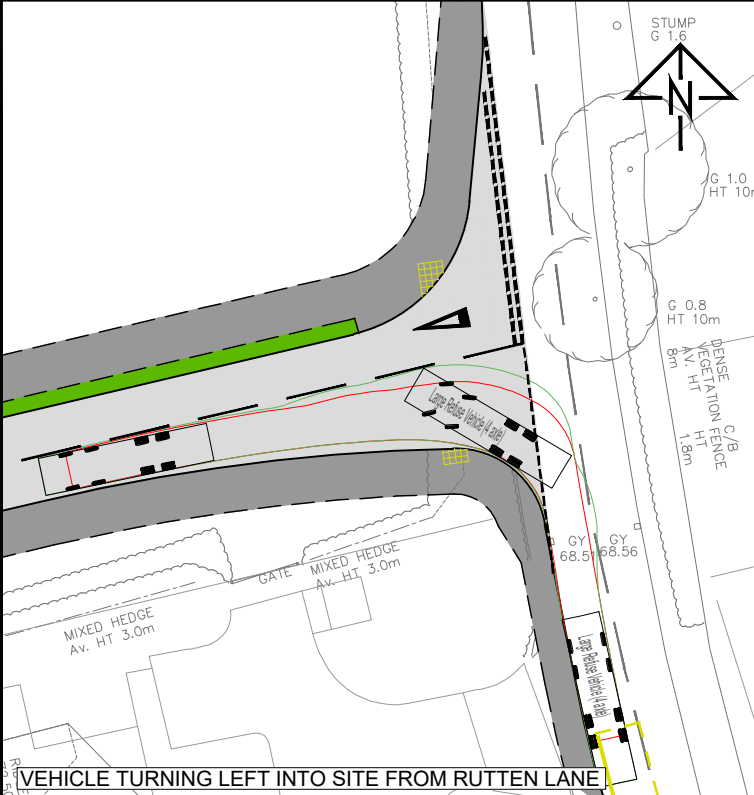 STUMP
G 1.6
N
G 1.0
HT 10m
G 0.8
HT 10m
DENSE
VEGETATION
AV. HT
8m
C/B
FENCE
HT
1.8m
Large Refuse Vehicle (4 axle)
GY
68.51
GY
68.56
GATE
MIXED HEDGE
Av. HT 3.0m
MIXED HEDGE
Av. HT 3.0m
Large Refuse Vehicle (4 axle)
VEHICLE TURNING LEFT INTO SITE FROM RUTTEN LANE